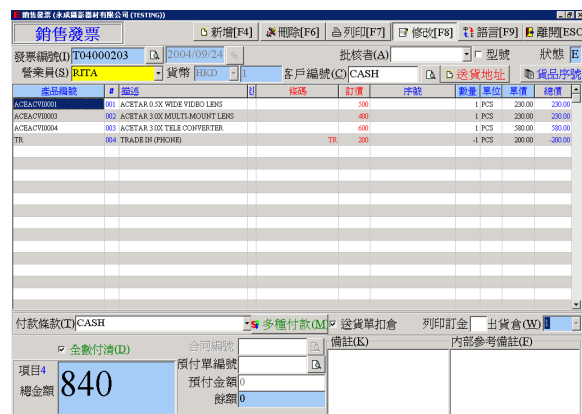 銷售發票 (永成攝影器材有限公司 (TESTING))
銷售發票 新增[F4] 刪除[F6] 列印[F7] 修改[F8] 語言[F9] 離開[ESC
發票編號(I) T04000203 2004/09/24 批核者(A) 型號 狀態 E
營業員(S) RITA 貨幣 HKD 1 客戶編號(C) CASH 送貨地址 貨品序號
產品編號 # 描述 條碼 訂價 序號 數量 單位 單價 總價
ACEACVI0001 001 ACETAR 0.5X WIDE VIDEO LENS 500 1 PCS 230.00 230.00
ACEACVI0003 002 ACETAR 3.0X MULTI-MOUNT LENS 400 1 PCS 230.00 230.00
ACEACVI0004 003 ACETAR 3.0X TELE CONVERTER 600 1 PCS 580.00 580.00
TR 004 TRADE IN (PHONE) TR 200 -1 PCS 200.00 -200.00
付款條款(T) CASH 多種付款(M) 送貨單扣倉 列印訂金 出貨倉(W) 1
全數付清(D) 合同編號 備註(K) 內部參考備註(F)
項目4 預付單編號
總金額 840 預付金額 0
餘額 0